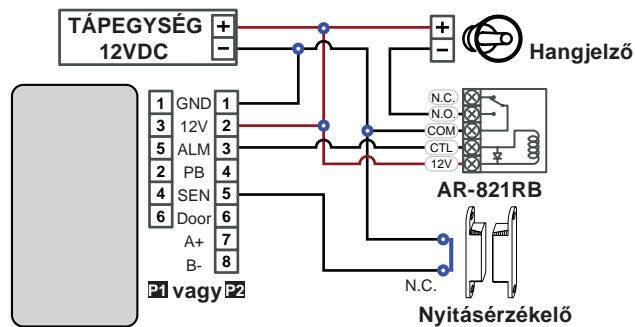 TÁPEGYSÉG
12VDC
+
−
+
−
Hangjelző
1 GND 1
3 12V 2
5 ALM 3
2 PB 4
4 SEN 5
6 Door 6
A+ 7
B- 8
P1 vagy P2
N.C.
N.O.
COM
CTL
12V
AR-821RB
N.C.
Nyitásérzékelő